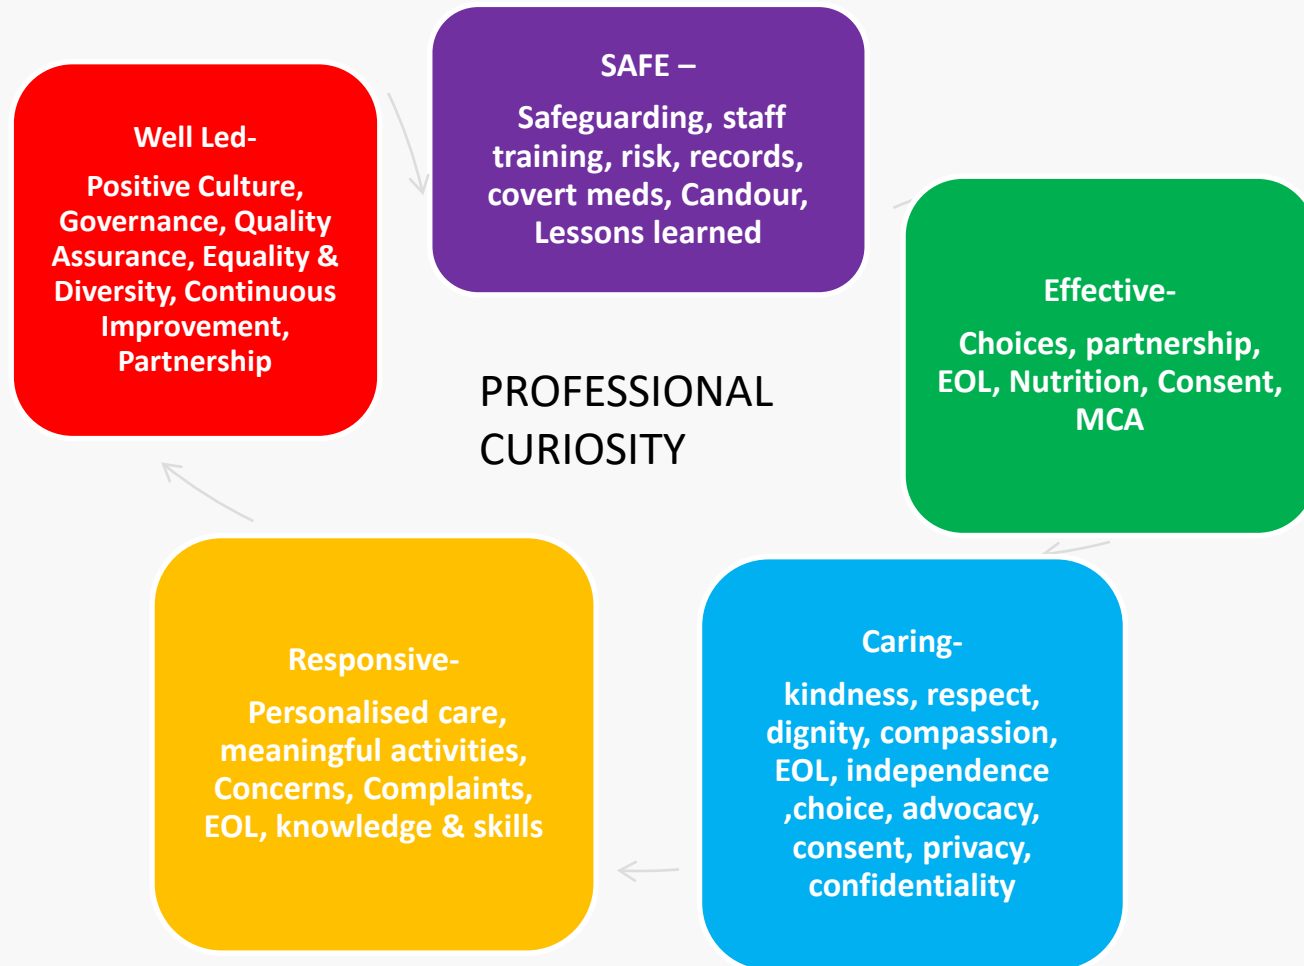 SAFE –
Safeguarding, staff
training, risk, records,
covert meds, Candour,
Lessons learned
Effective-
Choices, partnership,
EOL, Nutrition, Consent,
MCA
Caring-
kindness, respect,
dignity, compassion,
EOL, independence
,choice, advocacy,
consent, privacy,
confidentiality
Responsive-
Personalised care,
meaningful activities,
Concerns, Complaints,
EOL, knowledge & skills
Well Led-
Positive Culture,
Governance, Quality
Assurance, Equality &
Diversity, Continuous
Improvement,
Partnership
PROFESSIONAL
CURIOSITY